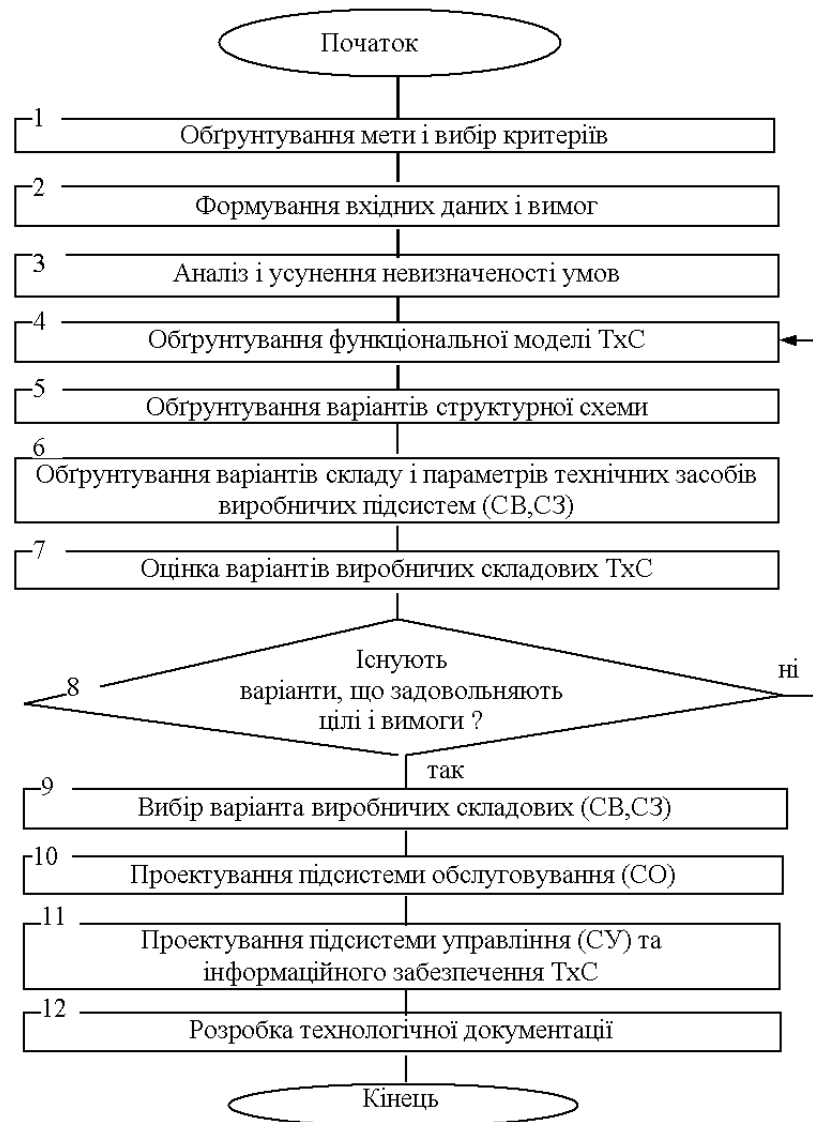 Початок
1
Обґрунтування мети і вибір критеріїв
2
Формування вхідних даних і вимог
3
Аналіз і усунення невизначеності умов
4
Обґрунтування функціональної моделі ТхС
5
Обґрунтування варіантів структурної схеми
6
Обґрунтування варіантів складу і параметрів технічних засобів
виробничих підсистем (СВ,СЗ)
7
Оцінка варіантів виробничих складових ТхС
8
Існують
варіанти, що задовольняють
цілі і вимоги ?
ні
так
9
Вибір варіанта виробничих складових (СВ,СЗ)
10
Проектування підсистеми обслуговування (СО)
11
Проектування підсистеми управління (СУ) та
інформаційного забезпечення ТхС
12
Розробка технологічної документації
Кінець